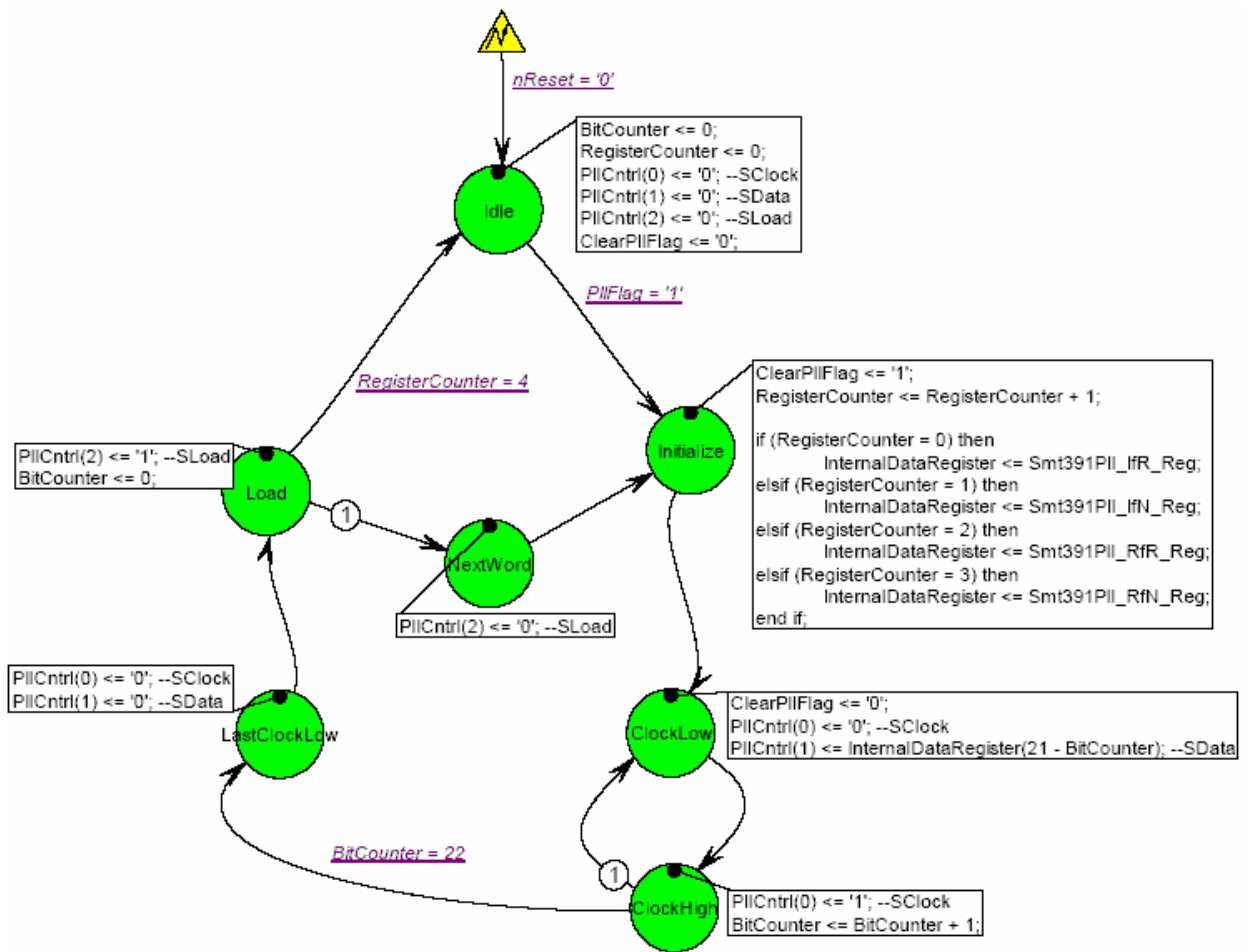 nReset = '0'
BitCounter <= 0;
RegisterCounter <= 0;
PllCntrl(0) <= '0'; --SClock
PllCntrl(1) <= '0'; --SData
PllCntrl(2) <= '0'; --SLoad
ClearPllFlag <= '0';
Idle
PllFlag = '1'
RegisterCounter = 4
ClearPllFlag <= '1';
RegisterCounter <= RegisterCounter + 1;
if (RegisterCounter = 0) then
InternalDataRegister <= Smt391Pll_IfR_Reg;
elsif (RegisterCounter = 1) then
InternalDataRegister <= Smt391Pll_IfN_Reg;
elsif (RegisterCounter = 2) then
InternalDataRegister <= Smt391Pll_RfR_Reg;
elsif (RegisterCounter = 3) then
InternalDataRegister <= Smt391Pll_RfN_Reg;
end if;
Initialize
PllCntrl(2) <= '1'; --SLoad
BitCounter <= 0;
Load
1
NextWord
PllCntrl(2) <= '0'; --SLoad
PllCntrl(0) <= '0'; --SClock
PllCntrl(1) <= '0'; --SData
LastClockLow
ClockLow
ClearPllFlag <= '0';
PllCntrl(0) <= '0'; --SClock
PllCntrl(1) <= InternalDataRegister(21 - BitCounter); --SData
BitCounter = 22
1
ClockHigh
PllCntrl(0) <= '1'; --SClock
BitCounter <= BitCounter + 1;